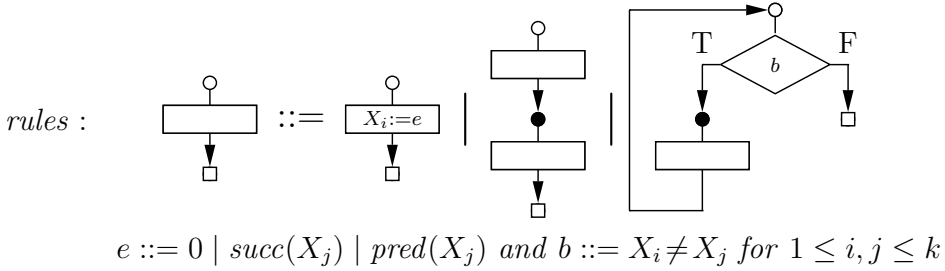 T F
b
rules : ::= X_i:=e | |
e ::= 0 | succ(X_j) | pred(X_j) and b ::= X_i≠X_j for 1 ≤ i, j ≤ k